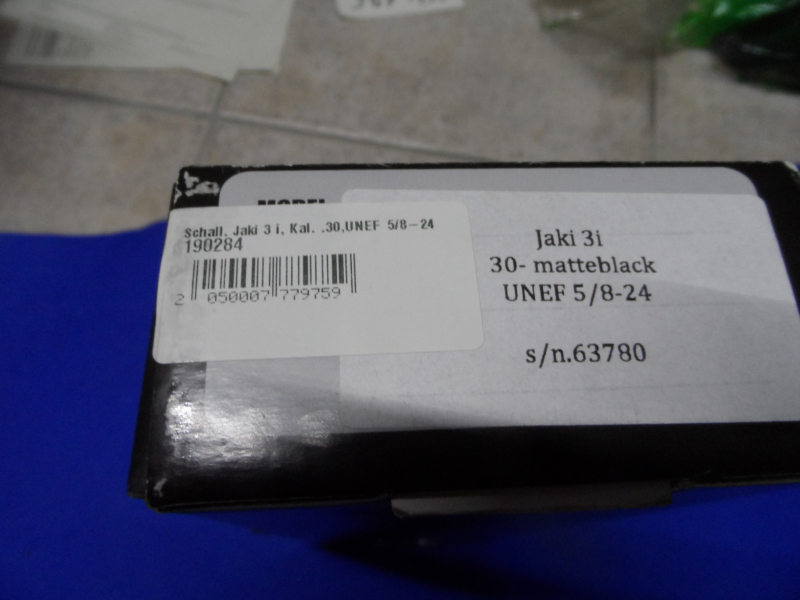 MODEL
Schall. Jaki 3 i, Kal. .30,UNEF 5/8-24
190284
2 050007 779759
Jaki 3i
30- matteblack
UNEF 5/8-24
s/n.63780